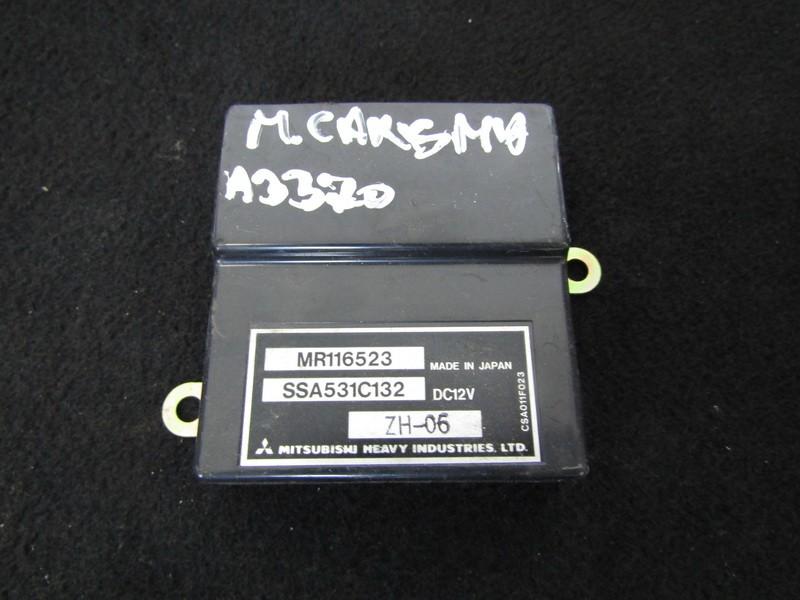 M. CARISMA
A3370
MR116523 MADE IN JAPAN
SSA531C132 DC12V
ZH-06
MITSUBISHI HEAVY INDUSTRIES, LTD.
CSA011F023